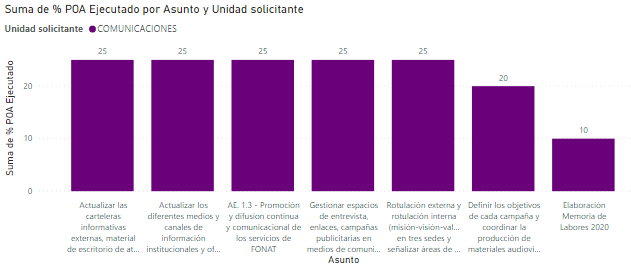 Suma de % POA Ejecutado por Asunto y Unidad solicitante
Unidad solicitante COMUNICACIONES
Suma de % POA Ejecutado
20
10
0
25
25
25
25
25
20
10
Actualizar las
carteleras
informativas
externas, material
de escritorio de at...
Actualizar los
diferentes medios y
canales de
información
institucionales y of...
AE. 1.3 - Promoción
y difusion continua
y comunicacional de
los servicios de
FONAT
Gestionar espacios
de entrevista,
enlaces, campañas
publicitarias en
medios de comuni...
Rotulación externa y
rotulación interna
(misión-visión-val...
en tres sedes y
señalizar áreas de ...
Definir los objetivos
de cada campaña y
coordinar la
producción de
materiales audiovi...
Elaboración
Memoria de
Labores 2020
Asunto